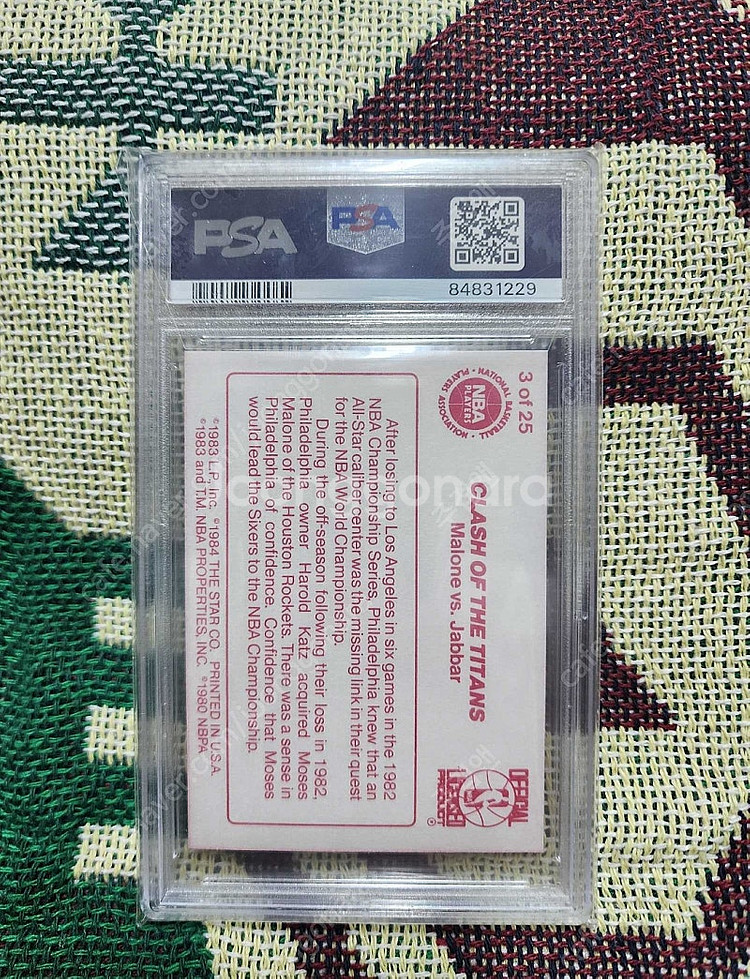 PSA
PSA
84831229
3 of 25
NATIONAL BASKETBALL
NBA
PLAYERS
PLAYERS ASSOCIATION
CLASH OF THE TITANS
Malone vs. Jabbar
OFFICIAL
LICENSED
PRODUCT
®
After losing to Los Angeles in six games in the 1982
NBA Championship Series, Philadelphia knew that an
All-Star caliber center was the missing link in their quest
for the NBA World Championship.
During the off-season following their loss in 1982,
Philadelphia owner Harold Katz acquired Moses
Malone of the Houston Rockets. There was a sense in
Philadelphia of confidence. Confidence that Moses
would lead the Sixers to the NBA Championship.
©1983 L.P., Inc. ©1984 THE STAR CO. PRINTED IN U.S.A.
©1983 and T.M. NBA PROPERTIES, INC. ©1980 NBPA
joonggonara